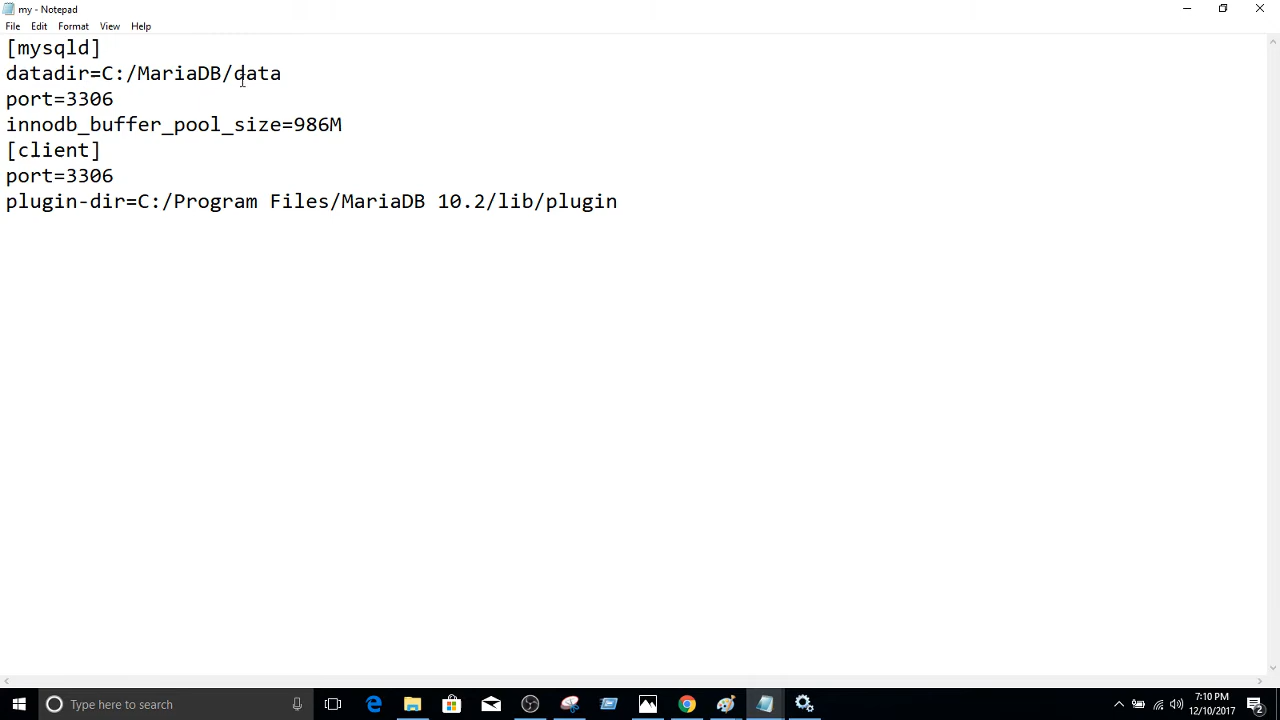 my - Notepad
File Edit Format View Help
[mysqld]
datadir=C:/MariaDB/data
port=3306
innodb_buffer_pool_size=986M
[client]
port=3306
plugin-dir=C:/Program Files/MariaDB 10.2/lib/plugin
Type here to search
7:10 PM
12/10/2017
2